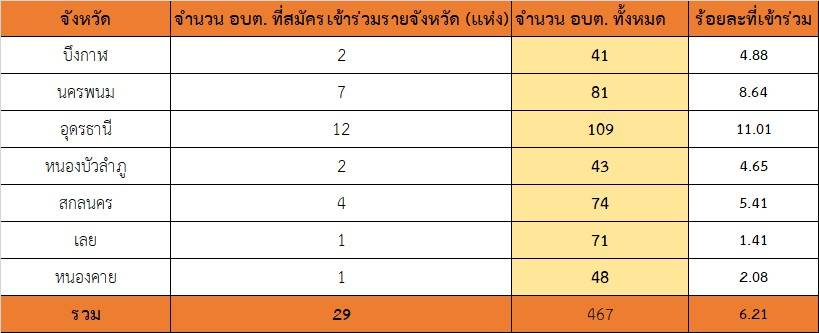 จังหวัด จำนวน อบต. ที่สมัครเข้าร่วมรายจังหวัด (แห่ง) จำนวน อบต. ทั้งหมด ร้อยละที่เข้าร่วม
บึงกาฬ 2 41 4.88
นครพนม 7 81 8.64
อุดรธานี 12 109 11.01
หนองบัวลำภู 2 43 4.65
สกลนคร 4 74 5.41
เลย 1 71 1.41
หนองคาย 1 48 2.08
รวม 29 467 6.21